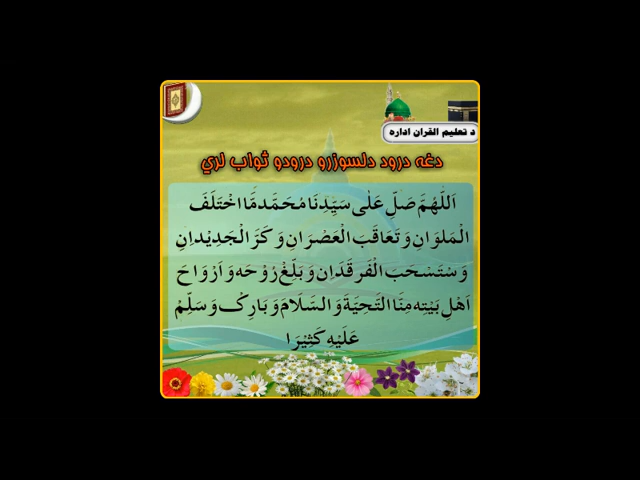 د تعلیم القران اداره
دغه درود دلسوزرو درودو ثواب لري
اَللّٰهُمَّ صَلِّ عَلٰى سَيِّدِنَا مُحَمَّدٍ مَّا اخْتَلَفَ
الْمَلَوَانِ وَتَعَاقَبَ الْعَصْرَانِ وَكَرَّ الْجَدِيْدَانِ
وَسْتَسْحَبَ الْفَرْقَدَانِ وَبَلِّغْ رُوْحَه وَاَرْوَاحَ
اَهْلِ بَيْتِه مِنَّا التَّحِيَّةَ وَالسَّلَامَ وَبَارِكْ وَسَلِّمْ
عَلَيْهِ كَثِيْرًا